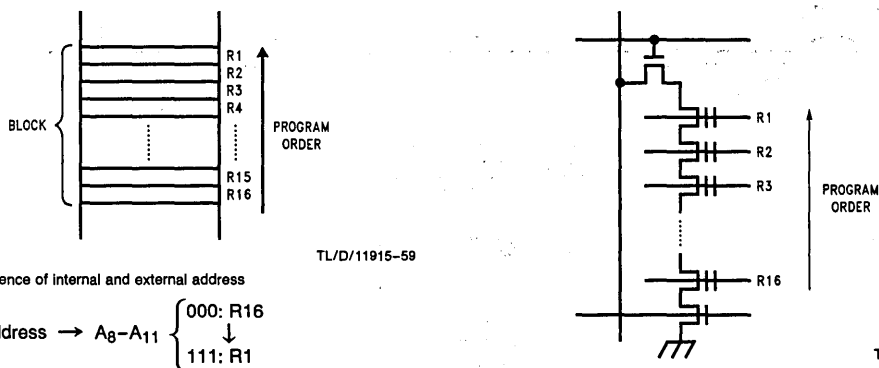 R1
R2
R3
R4
BLOCK
PROGRAM
ORDER
R15
R16
TL/D/11915–59
ence of internal and external address
dress → A8–A11 { 000: R16
↓
111: R1
R1
R2
R3
PROGRAM
ORDER
R16
T